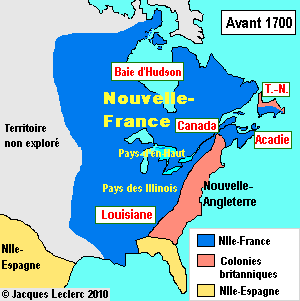 Avant 1700
Baie d'Hudson
T.-N.
Nouvelle-
France
Canada
Acadie
Territoire
non exploré
Pays-d'en-Haut
Pays des Illinois
Nouvelle-
Angleterre
Louisiane
Nlle-
Espagne
Nlle-France
Colonies
britanniques
Nlle-Espagne
© Jacques Leclerc 2010